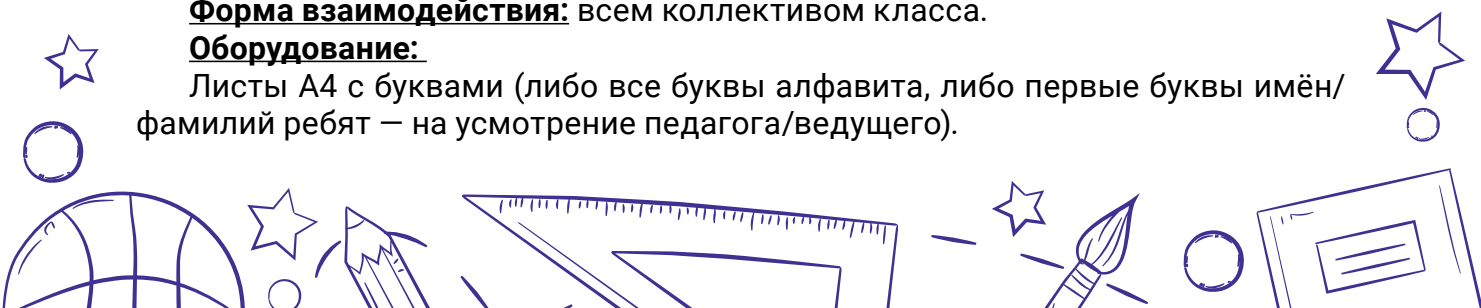 Форма взаимодействия: всем коллективом класса.
Оборудование:
Листы А4 с буквами (либо все буквы алфавита, либо первые буквы имён/
фамилий ребят — на усмотрение педагога/ведущего).